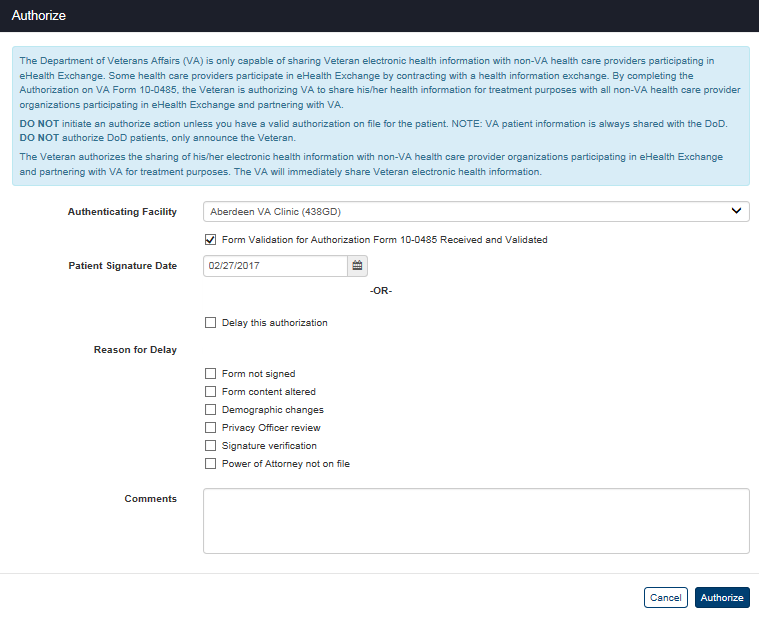 Authorize
The Department of Veterans Affairs (VA) is only capable of sharing Veteran electronic health information with non-VA health care providers participating in
eHealth Exchange. Some health care providers participate in eHealth Exchange by contracting with a health information exchange. By completing the
Authorization on VA Form 10-0485, the Veteran is authorizing VA to share his/her health information for treatment purposes with all non-VA health care provider
organizations participating in eHealth Exchange and partnering with VA.
DO NOT initiate an authorize action unless you have a valid authorization on file for the patient. NOTE: VA patient information is always shared with the DoD.
DO NOT authorize DoD patients, only announce the Veteran.
The Veteran authorizes the sharing of his/her electronic health information with non-VA health care provider organizations participating in eHealth Exchange
and partnering with VA for treatment purposes. The VA will immediately share Veteran electronic health information.
Authenticating Facility Aberdeen VA Clinic (438GD)
Form Validation for Authorization Form 10-0485 Received and Validated
Patient Signature Date 02/27/2017
-OR-
Delay this authorization
Reason for Delay
Form not signed
Form content altered
Demographic changes
Privacy Officer review
Signature verification
Power of Attorney not on file
Comments
Cancel Authorize